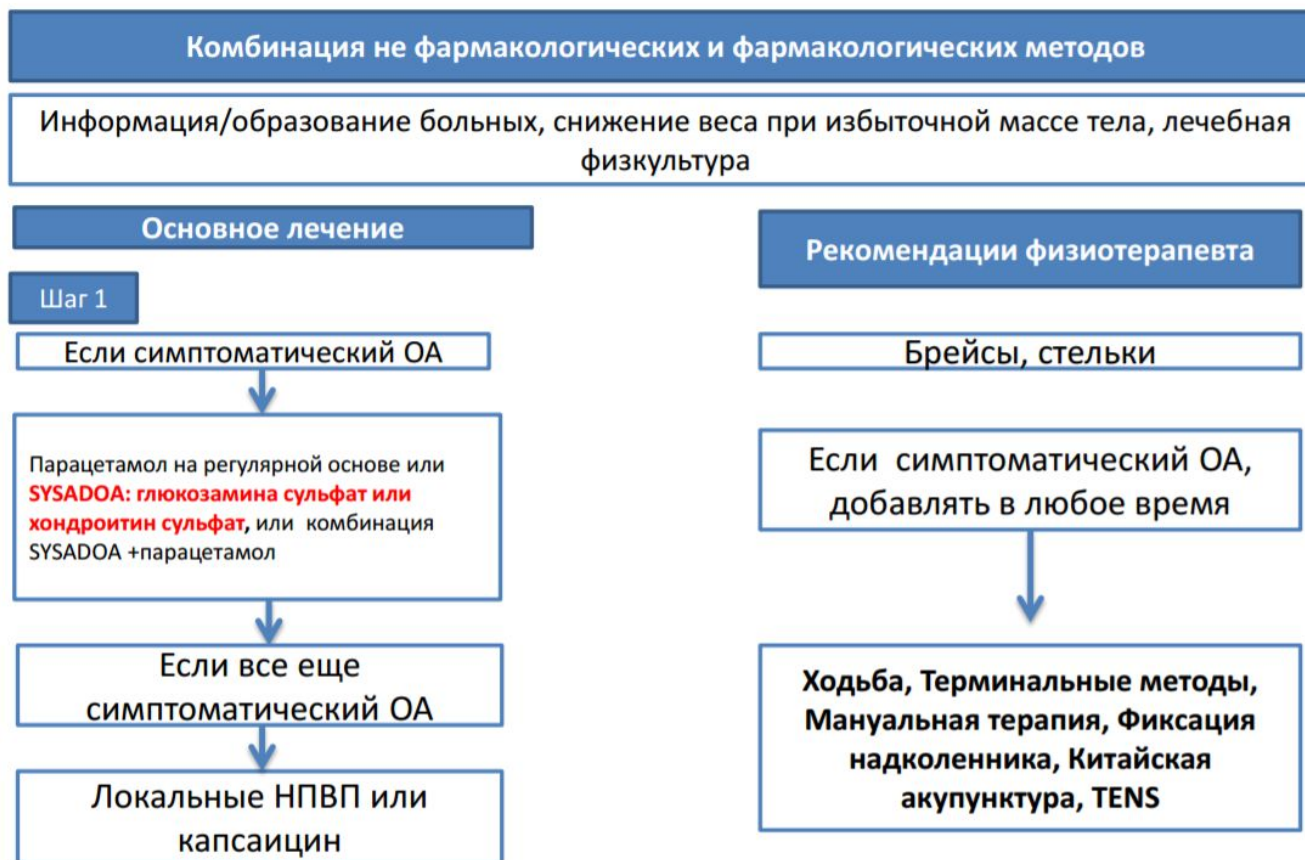 Комбинация не фармакологических и фармакологических методов
Информация/образование больных, снижение веса при избыточной массе тела, лечебная
физкультура
Основное лечение
Шаг 1
Если симптоматический ОА
Парацетамол на регулярной основе или
SYSADOA: глюкозамина сульфат или
хондроитин сульфат, или комбинация
SYSADOA +парацетамол
Если все еще
симптоматический ОА
Локальные НПВП или
капсаицин
Рекомендации физиотерапевта
Брейсы, стельки
Если симптоматический ОА,
добавлять в любое время
Ходьба, Терминальные методы,
Мануальная терапия, Фиксация
надколенника, Китайская
акупунктура, TENS